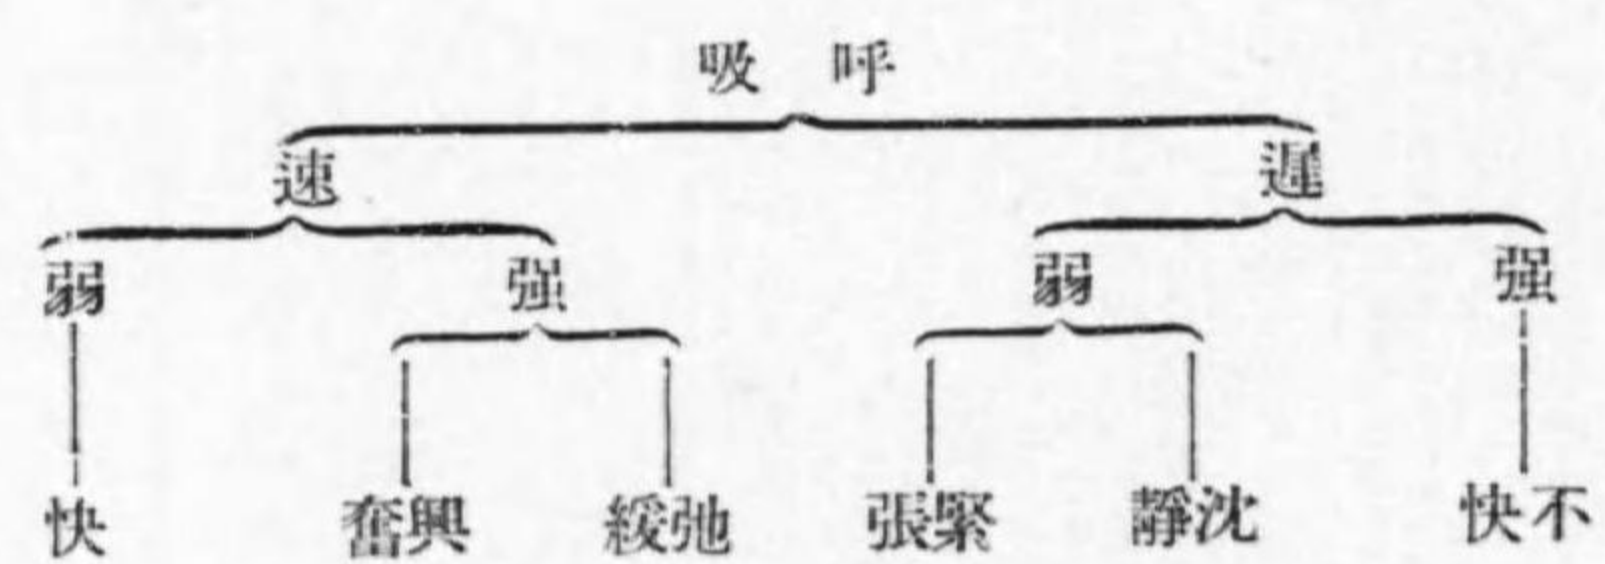 呼吸
遲 速
强 弱 强 弱
不快 沈靜 緊張 弛緩 興奮 快